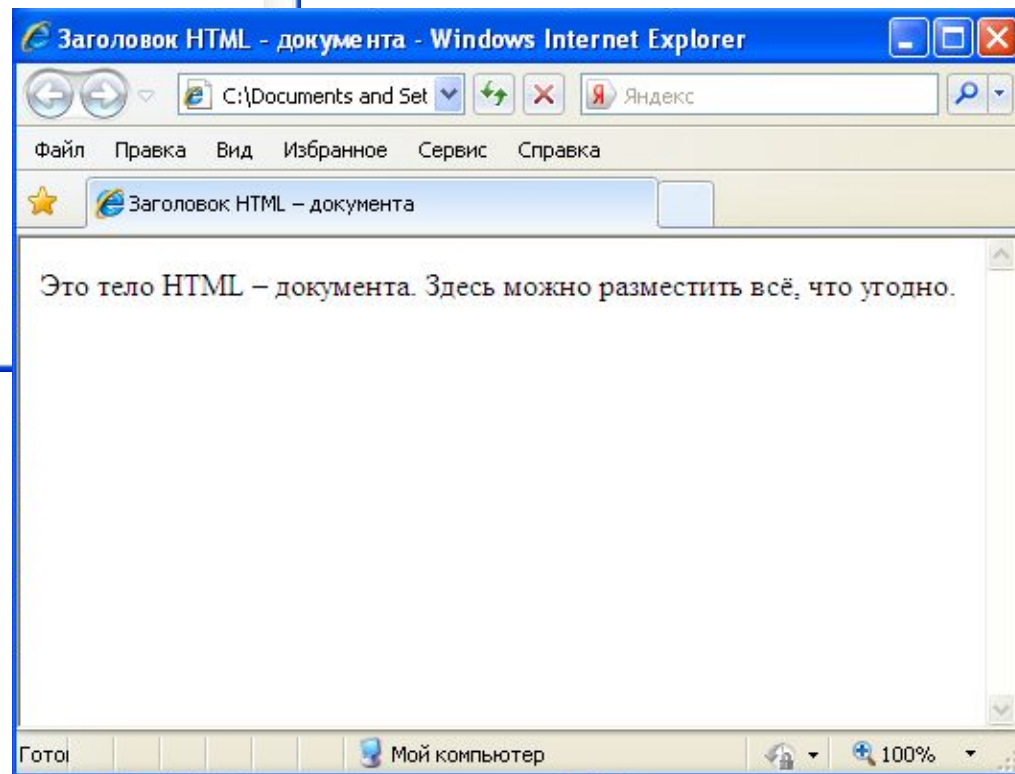 Заголовок HTML - документа - Windows Internet Explorer
C:\Documents and Set Яндекс
Файл Правка Вид Избранное Сервис Справка
Заголовок HTML – документа
Это тело HTML – документа. Здесь можно разместить всё, что угодно.
Мой компьютер 100%